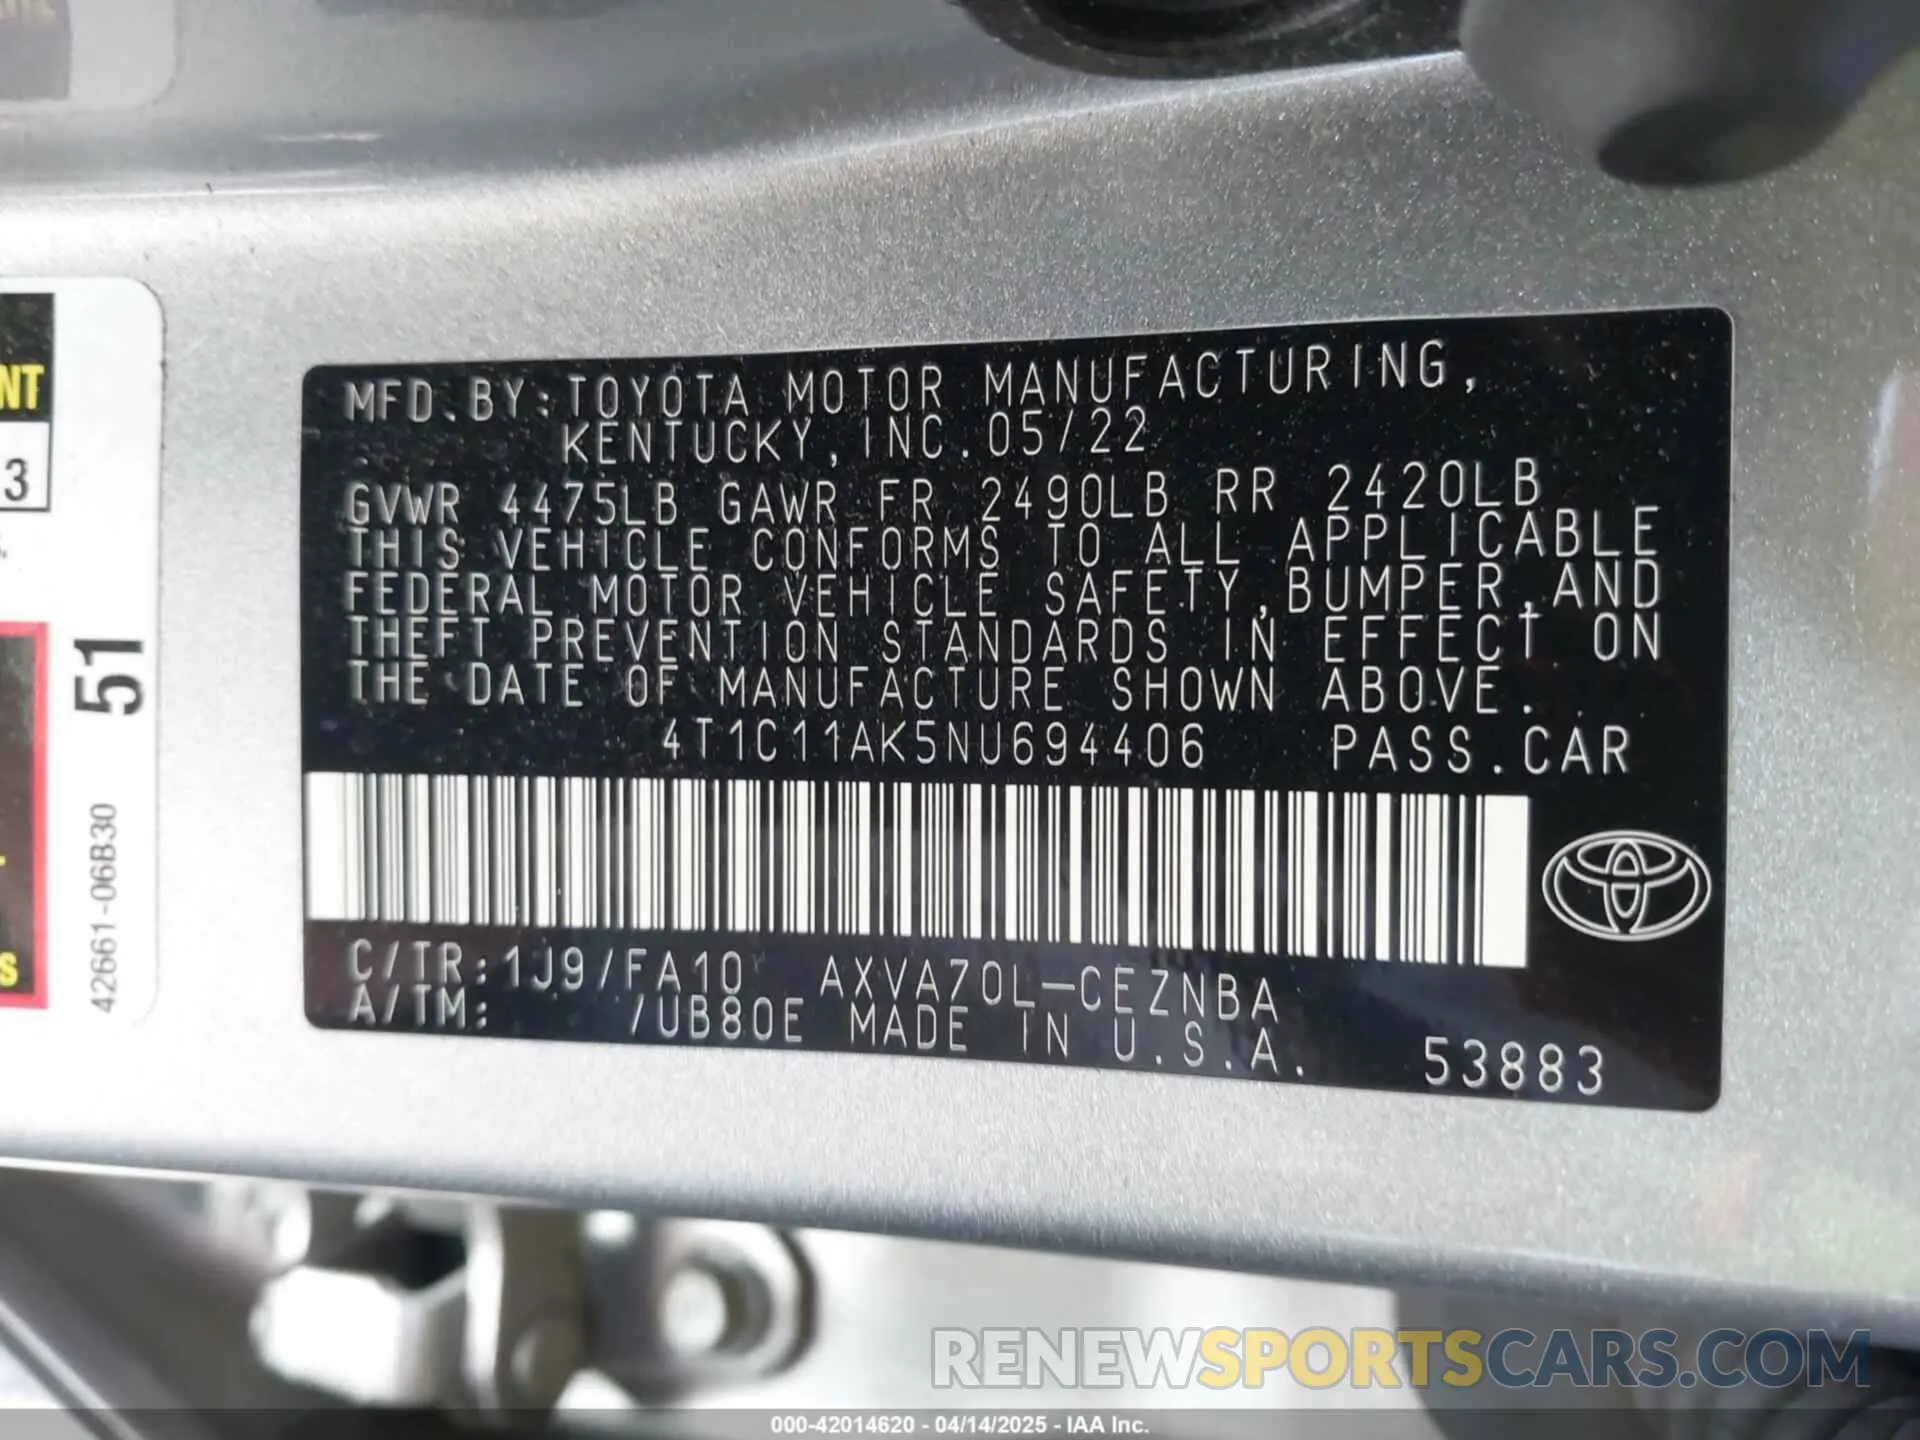 NT
3
S
51
42661-06B30
MFD.BY:TOYOTA MOTOR MANUFACTURING,
KENTUCKY, INC. 05/22
GVWR 4475LB GAWR FR 2490LB RR 2420LB
THIS VEHICLE CONFORMS TO ALL APPLICABLE
FEDERAL MOTOR VEHICLE SAFETY, BUMPER, AND
THEFT PREVENTION STANDARDS IN EFFECT ON
THE DATE OF MANUFACTURE SHOWN ABOVE.
4T1C11AK5NU694406 PASS.CAR
C/TR:1J9/FA10 AXVA70L-CEZNBA
A/TM: /UB80E MADE IN U.S.A. 53883
RENEWSPORTSCARS.COM
000-42014620 - 04/14/2025 - IAA Inc.